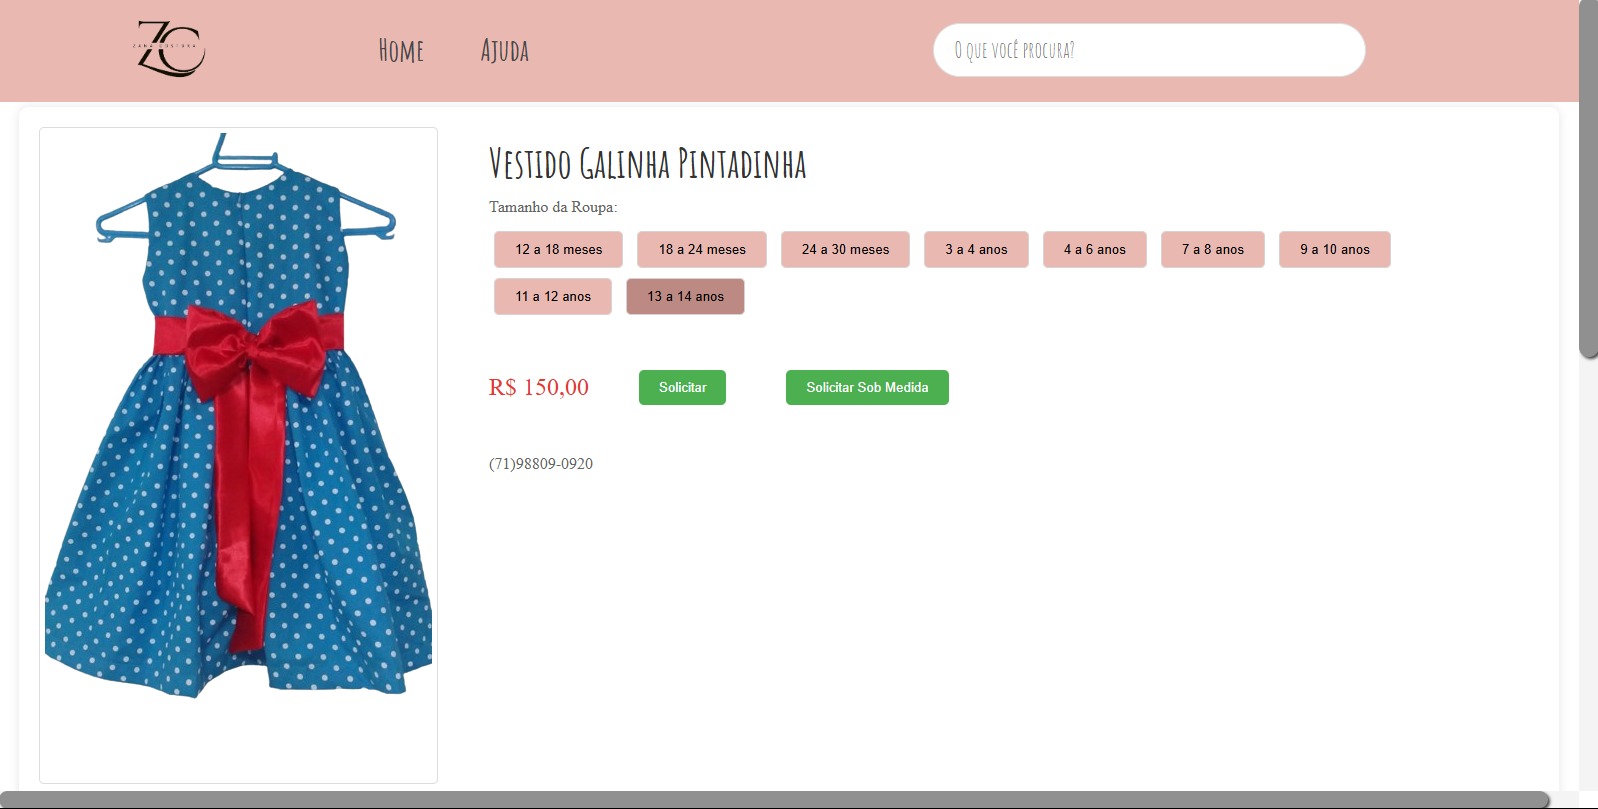 ZC
ZANA COSTURA
Home
Ajuda
O que você procura?
Vestido Galinha Pintadinha
Tamanho da Roupa:
12 a 18 meses
18 a 24 meses
24 a 30 meses
3 a 4 anos
4 a 6 anos
7 a 8 anos
9 a 10 anos
11 a 12 anos
13 a 14 anos
R$ 150,00
Solicitar
Solicitar Sob Medida
(71)98809-0920